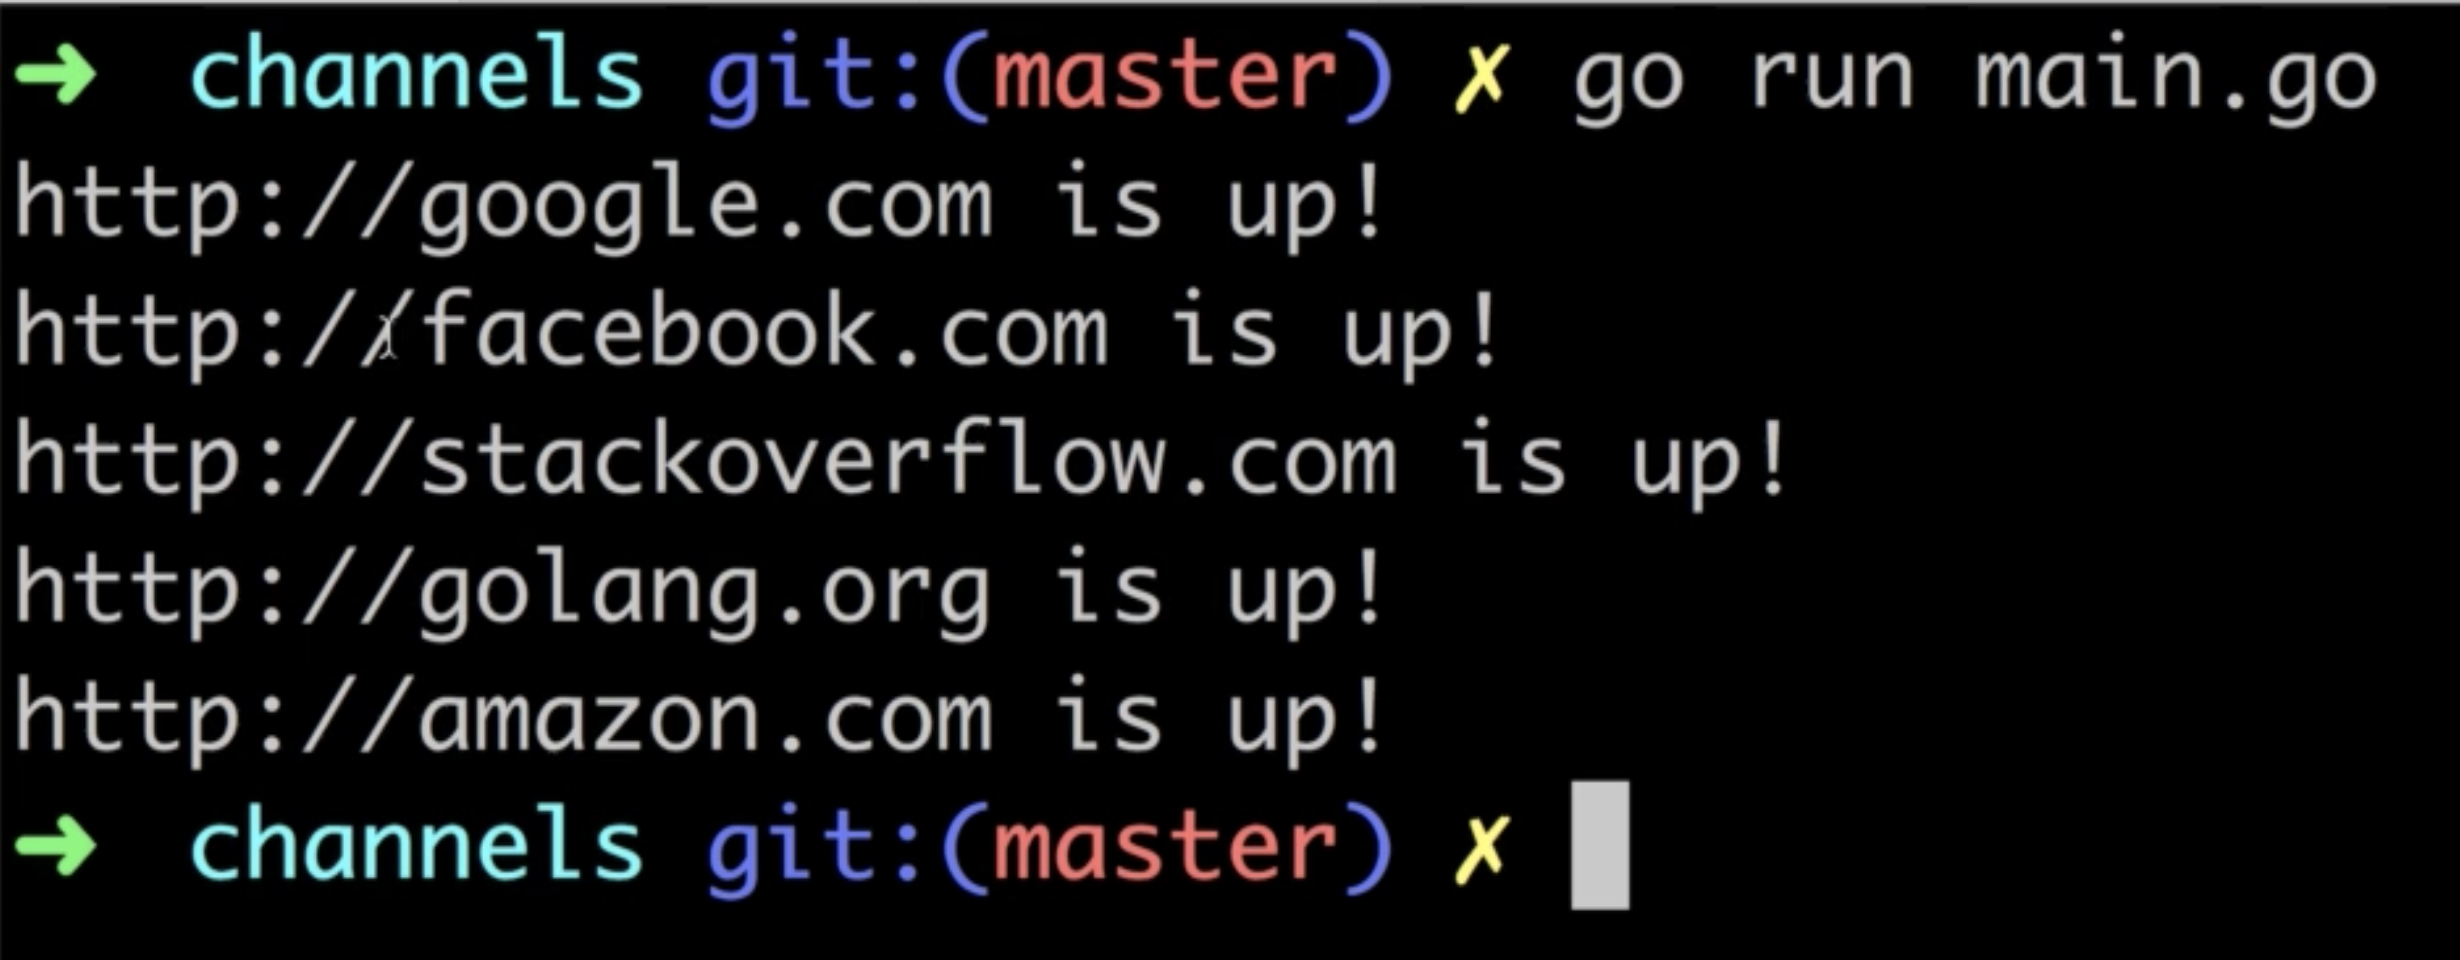 ➜  channels git:(master) ✗ go run main.go
http://google.com is up!
http://facebook.com is up!
http://stackoverflow.com is up!
http://golang.org is up!
http://amazon.com is up!
➜  channels git:(master) ✗